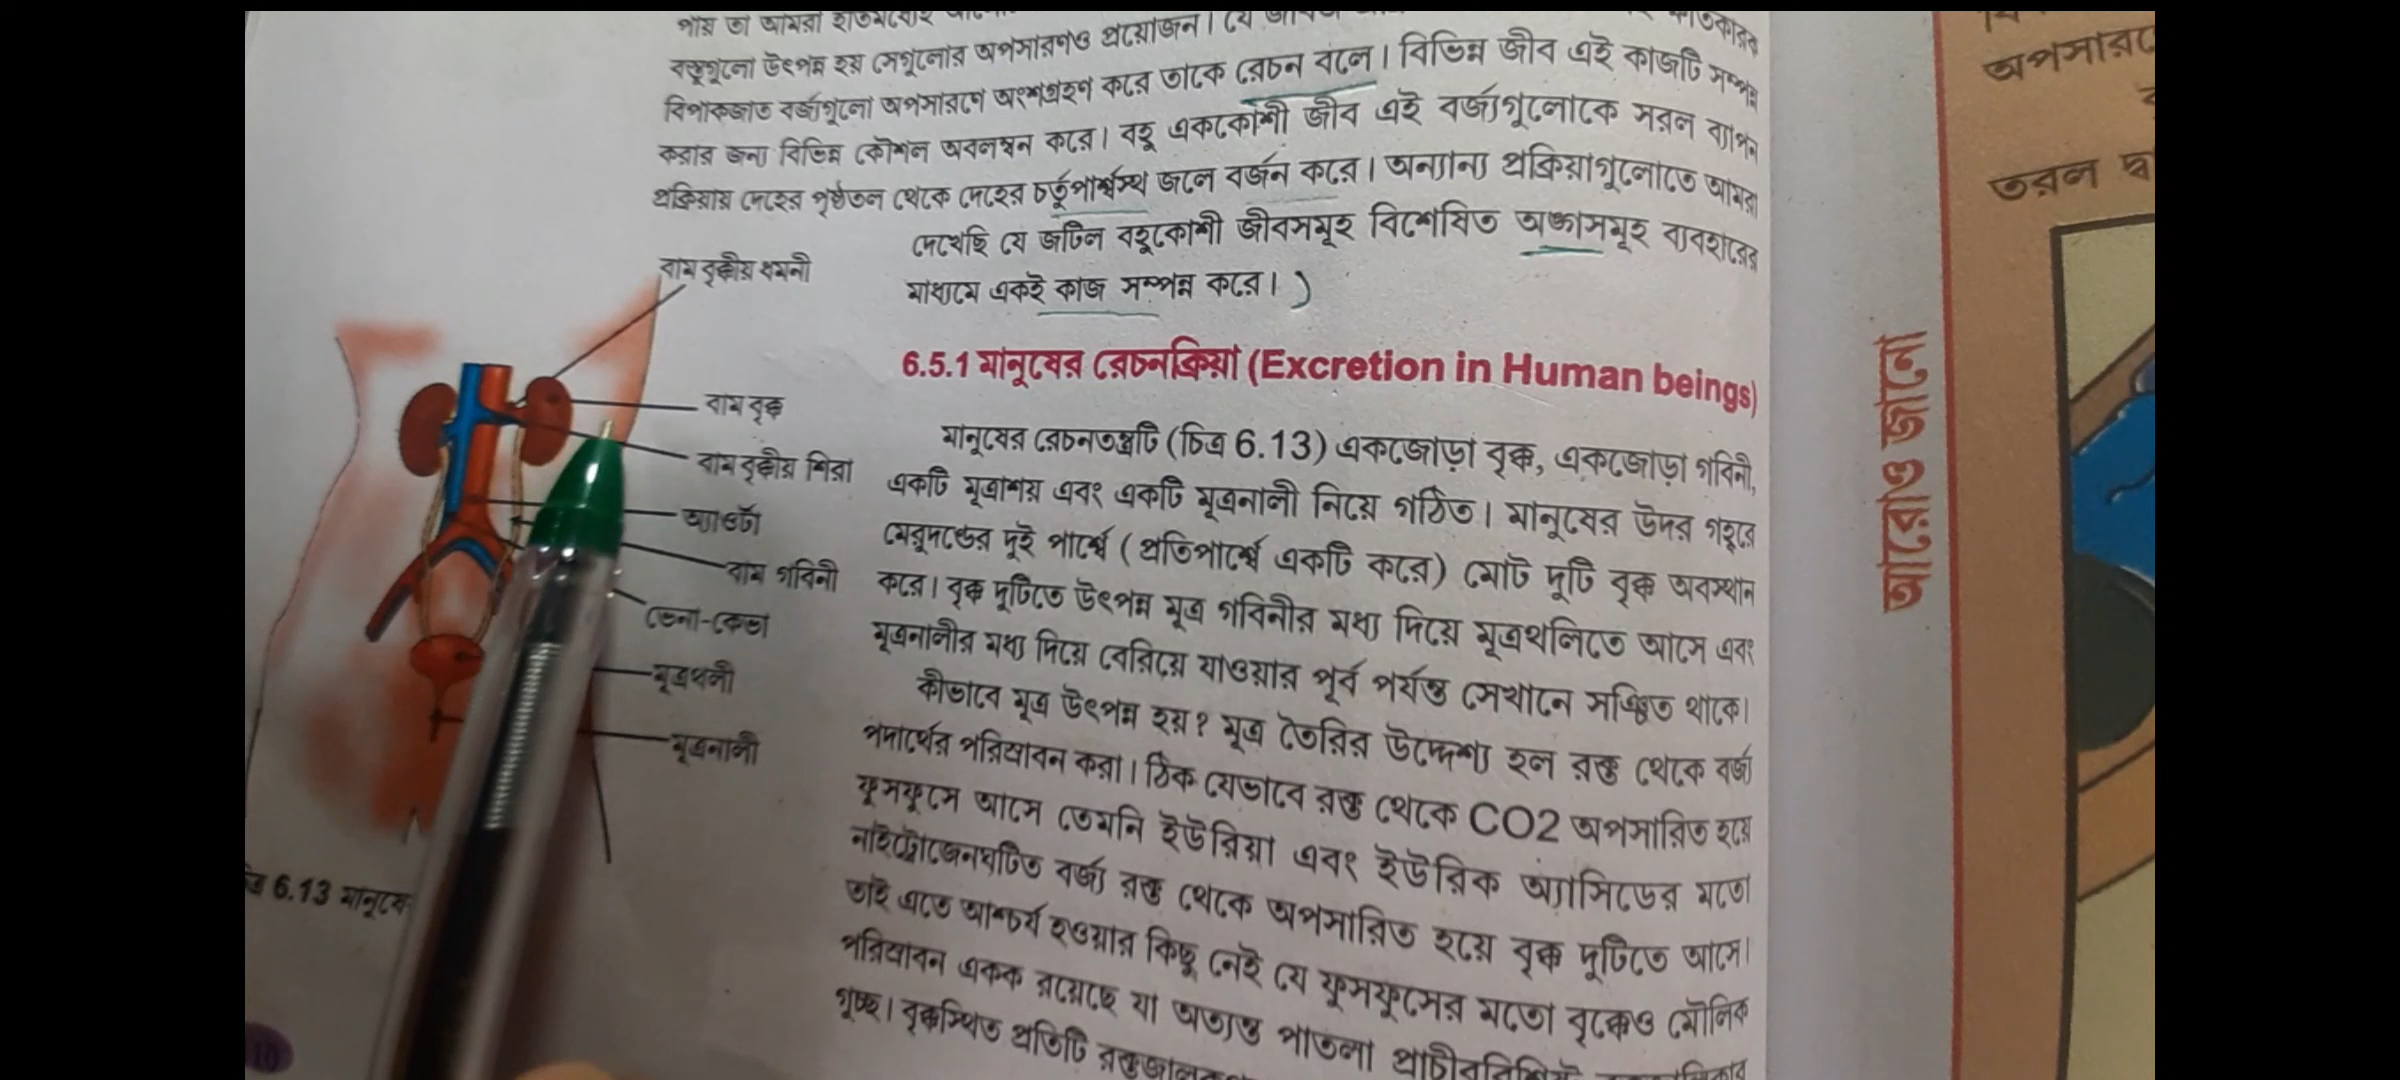 পায় তা আমরা ইতিমধ্যেই
বস্তুগুলো উৎপন্ন হয় সেগুলোর অপসারণও প্রয়োজন। যে
বিপাকজাত বর্জ্যগুলো অপসারণে অংশগ্রহণ করে তাকে রেচন বলে। বিভিন্ন জীব এই কাজটি সম্পন্ন
করার জন্য বিভিন্ন কৌশল অবলম্বন করে। বহু এককোশী জীব এই বর্জ্যগুলোকে সরল ব্যাপন
প্রক্রিয়ায় দেহের পৃষ্ঠতল থেকে দেহের চর্তুপার্শ্বস্থ জলে বর্জন করে। অন্যান্য প্রক্রিয়াগুলোতে আমরা
দেখেছি যে জটিল বহুকোশী জীবসমূহ বিশেষিত অঙ্গসমূহ ব্যবহারের
মাধ্যমে একই কাজ সম্পন্ন করে। )
6.5.1 মানুষের রেচনক্রিয়া (Excretion in Human beings)
মানুষের রেচনতন্ত্রটি (চিত্র 6.13) একজোড়া বৃক্ক, একজোড়া গবিনী,
একটি মূত্রাশয় এবং একটি মূত্রনালী নিয়ে গঠিত। মানুষের উদর গহ্বরে
মেরুদণ্ডের দুই পার্শ্বে (প্রতিপার্শ্বে একটি করে) মোট দুটি বৃক্ক অবস্থান
করে। বৃক্ক দুটিতে উৎপন্ন মূত্র গবিনীর মধ্য দিয়ে মূত্রথলিতে আসে এবং
মূত্রনালীর মধ্য দিয়ে বেরিয়ে যাওয়ার পূর্ব পর্যন্ত সেখানে সঞ্চিত থাকে।
কীভাবে মূত্র উৎপন্ন হয়? মূত্র তৈরির উদ্দেশ্য হল রক্ত থেকে বর্জ্য
পদার্থের পরিস্রাবন করা। ঠিক যেভাবে রক্ত থেকে CO2 অপসারিত হয়ে
ফুসফুসে আসে তেমনি ইউরিয়া এবং ইউরিক অ্যাসিডের মতো
নাইট্রোজেনঘটিত বর্জ্য রক্ত থেকে অপসারিত হয়ে বৃক্ক দুটিতে আসে।
তাই এতে আশ্চর্য হওয়ার কিছু নেই যে ফুসফুসের মতো বৃক্কেও মৌলিক
পরিস্রাবন একক রয়েছে যা অত্যন্ত পাতলা প্রাচীরবিশিষ্ট
গুচ্ছ। বৃক্কস্থিত প্রতিটি
বাম বৃক্কীয় ধমনী
বাম বৃক্ক
বাম বৃক্কীয় শিরা
অ্যাওর্টা
বাম গবিনী
ভেনা-কেভা
মূত্রথলী
মূত্রনালী
6.13 মানুষে
আরোও জানো
অপসারণে
তরল